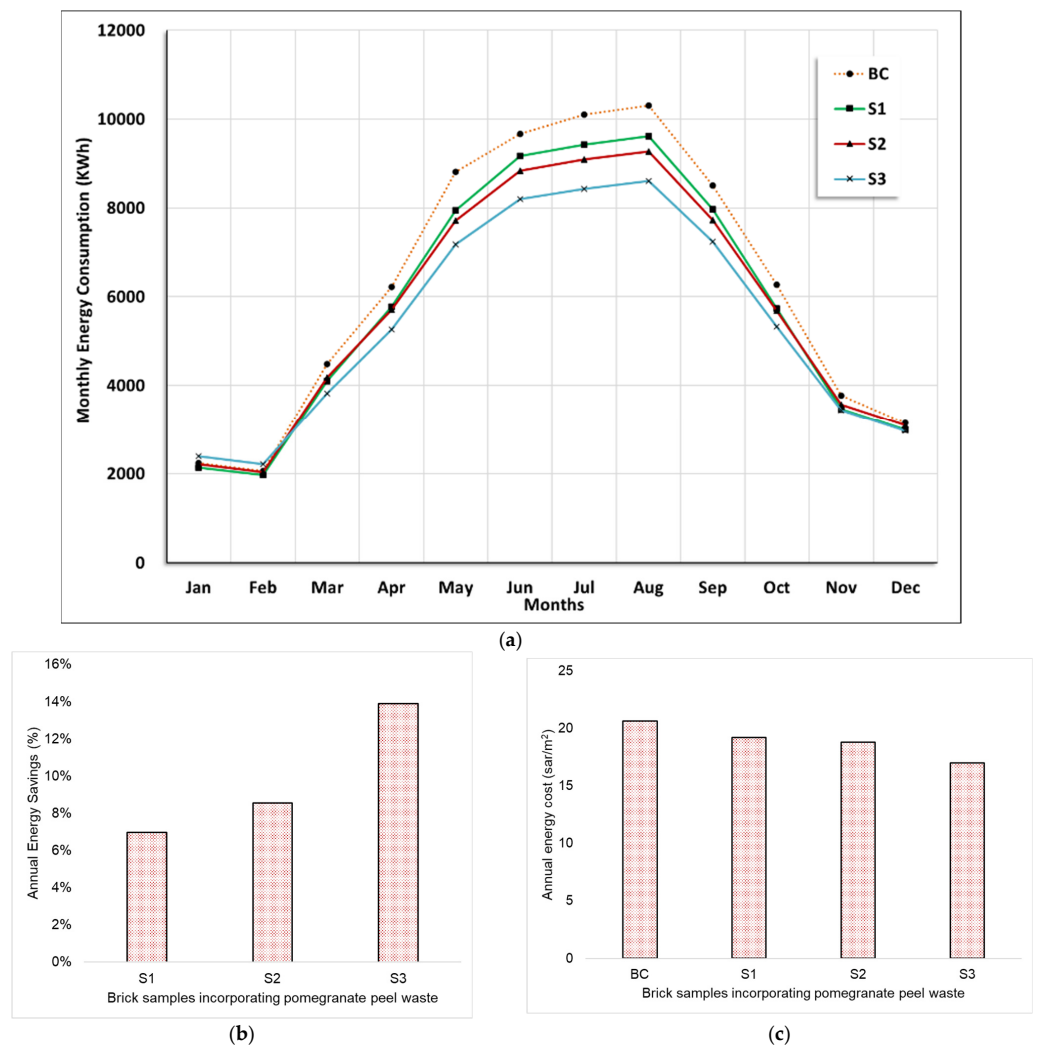 12000
10000
8000
6000
4000
2000
0
Monthly Energy Consumption (KWh)
BC
S1
S2
S3
Jan Feb Mar Apr May Jun Jul Aug Sep Oct Nov Dec
Months
(a)
16%
14%
12%
10%
8%
6%
4%
2%
0%
Annual Energy Savings (%)
S1 S2 S3
Brick samples incorporating pomegranate peel waste
(b)
25
20
15
10
5
0
Annual energy cost (sar/m²)
BC S1 S2 S3
Brick samples incorporating pomegranate peel waste
(c)